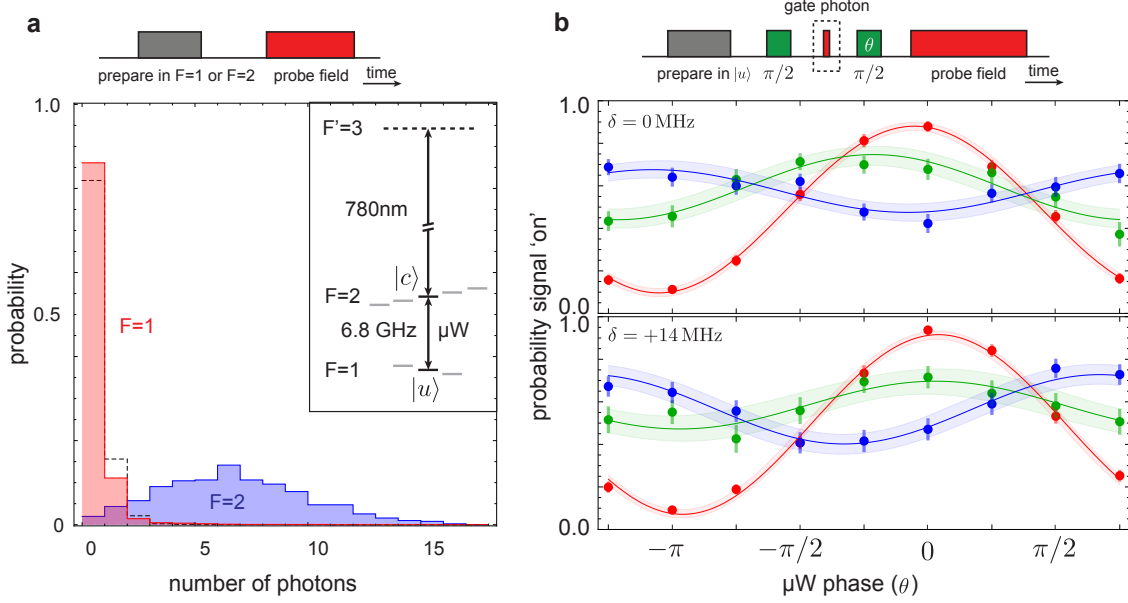 a
prepare in F=1 or F=2
probe field
time
1.0
0.5
0
probability
F=1
F=2
0
5
10
15
number of photons
F'=3
780nm
|c⟩
F=2
6.8 GHz
µW
F=1
|u⟩
b
gate photon
θ
prepare in |u⟩
π/2
π/2
probe field
time
1.0
δ = 0 MHz
0.0
1.0
δ = +14 MHz
0.0
probability signal 'on'
−π
−π/2
0
π/2
µW phase (θ)